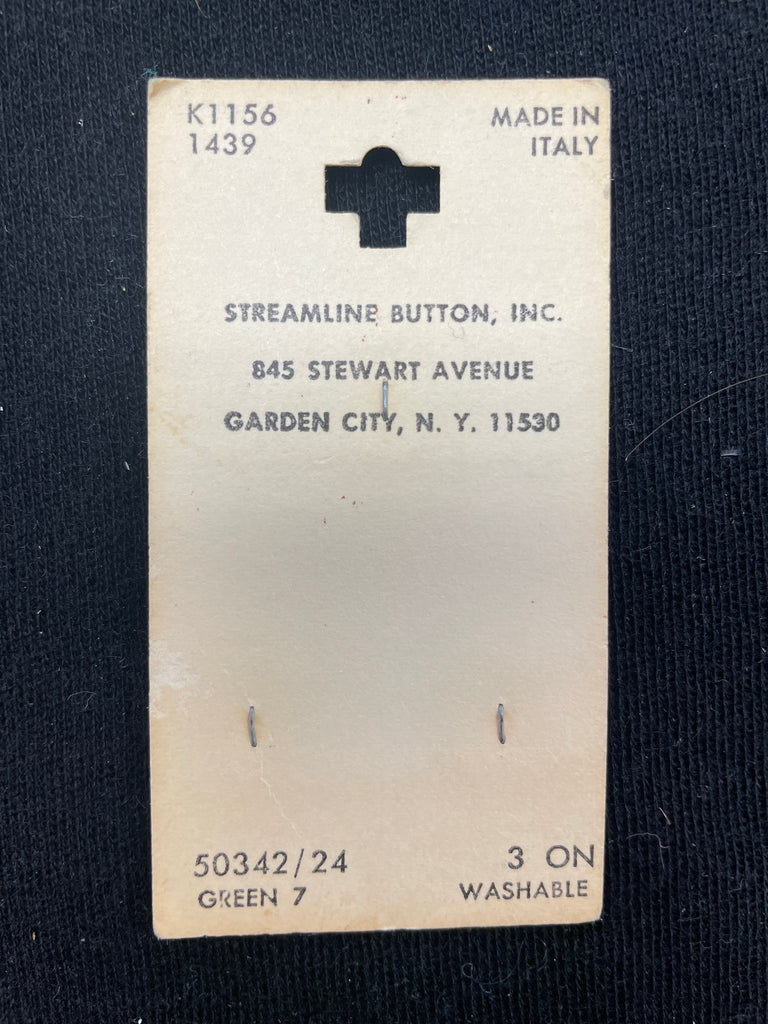 K1156
1439
MADE IN
ITALY
STREAMLINE BUTTON, INC.
845 STEWART AVENUE
GARDEN CITY, N. Y. 11530
50342/24
GREEN 7
3 ON
WASHABLE